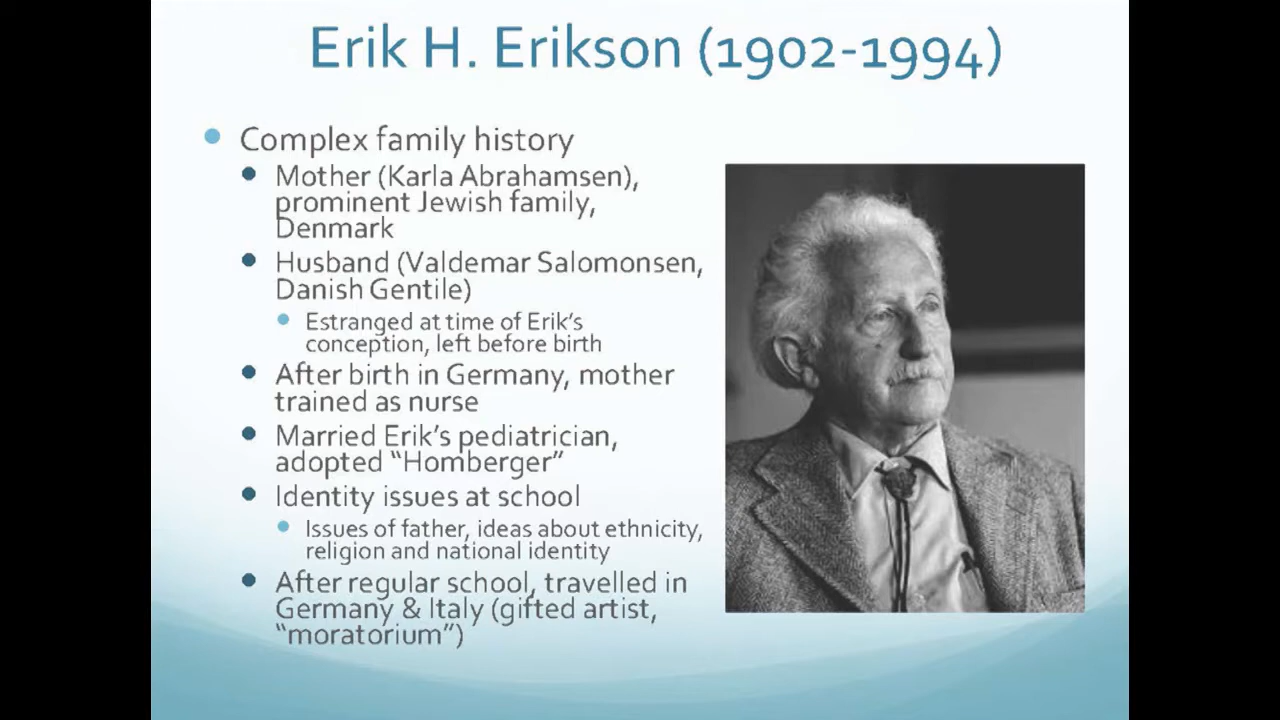 Erik H. Erikson (1902-1994)
Complex family history
Mother (Karla Abrahamsen),
prominent Jewish family,
Denmark
Husband (Valdemar Salomonsen,
Danish Gentile)
Estranged at time of Erik's
conception, left before birth
After birth in Germany, mother
trained as nurse
Married Erik's pediatrician,
adopted "Homberger"
Identity issues at school
Issues of father, ideas about ethnicity,
religion and national identity
After regular school, travelled in
Germany & Italy (gifted artist,
"moratorium")